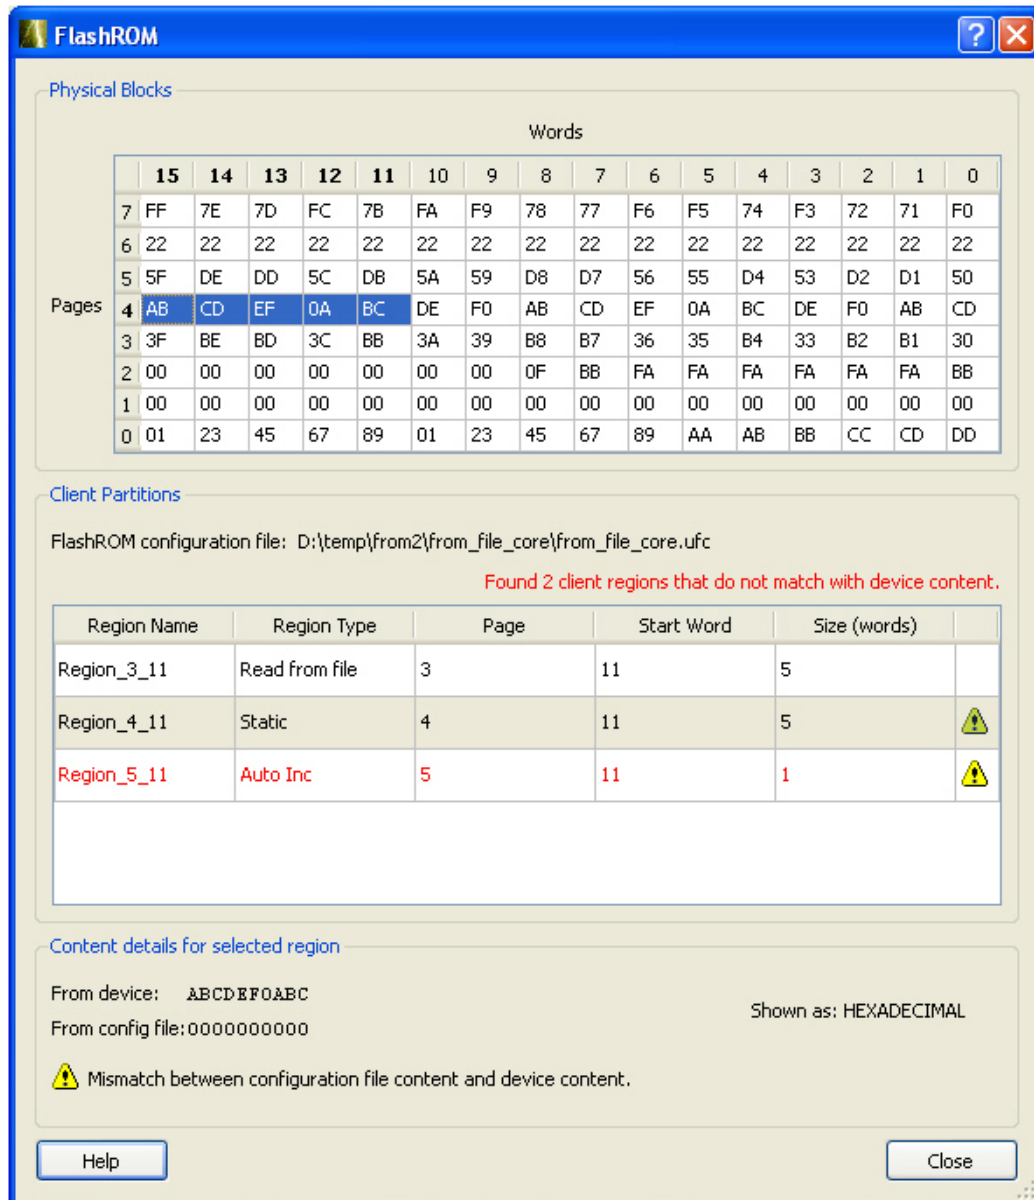 FlashROM
Physical Blocks
Words
15 14 13 12 11 10 9 8 7 6 5 4 3 2 1 0
7 FF 7E 7D FC 7B FA F9 78 77 F6 F5 74 F3 72 71 F0
6 22 22 22 22 22 22 22 22 22 22 22 22 22 22 22 22
5 5F DE DD 5C DB 5A 59 D8 D7 56 55 D4 53 D2 D1 50
Pages 4 AB CD EF 0A BC DE F0 AB CD EF 0A BC DE F0 AB CD
3 3F BE BD 3C BB 3A 39 B8 B7 36 35 B4 33 B2 B1 30
2 00 00 00 00 00 00 00 0F BB FA FA FA FA FA FA BB
1 00 00 00 00 00 00 00 00 00 00 00 00 00 00 00 00
0 01 23 45 67 89 01 23 45 67 89 AA AB BB CC CD DD
Client Partitions
FlashROM configuration file: D:\temp\from2\from_file_core\from_file_core.ufc
Found 2 client regions that do not match with device content.
Region Name Region Type Page Start Word Size (words)
Region_3_11 Read from file 3 11 5
Region_4_11 Static 4 11 5
Region_5_11 Auto Inc 5 11 1
Content details for selected region
From device: ABCDEF0ABC
From config file: 0000000000
Shown as: HEXADECIMAL
Mismatch between configuration file content and device content.
Help Close